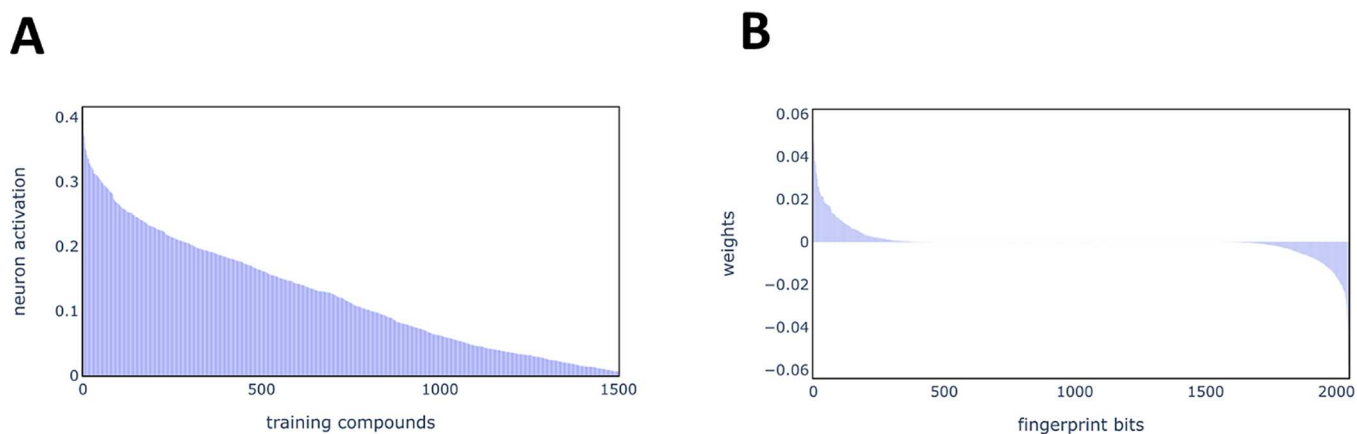 A
0.4
0.3
0.2
0.1
0
neuron activation
0 500 1000 1500
training compounds
B
0.06
0.04
0.02
0
−0.02
−0.04
−0.06
weights
0 500 1000 1500 2000
fingerprint bits